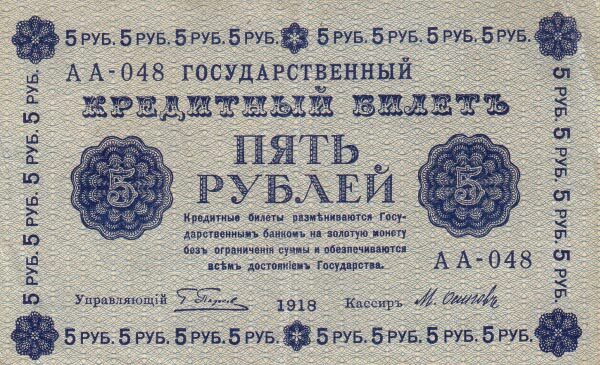 5 РУБ. 5 РУБ. 5 РУБ. 5 РУБ. 5 РУБ. 5 РУБ. 5 РУБ. 5 РУБ.
АА-048 ГОСУДАРСТВЕННЫЙ
КРЕДИТНЫЙ БИЛЕТЪ
5
ПЯТЬ
РУБЛЕЙ
5
Кредитные билеты размѣниваются Госу-
дарственнымъ банкомъ на золотую монету
безъ ограниченія суммы и обезпечиваются
всѣмъ достояніемъ Государства.
АА-048
Управляющій
1918
Кассиръ
5 РУБ. 5 РУБ. 5 РУБ. 5 РУБ. 5 РУБ. 5 РУБ. 5 РУБ. 5 РУБ.
5 РУБ. 5 РУБ. 5 РУБ. 5 РУБ.
5 РУБ. 5 РУБ. 5 РУБ. 5 РУБ.